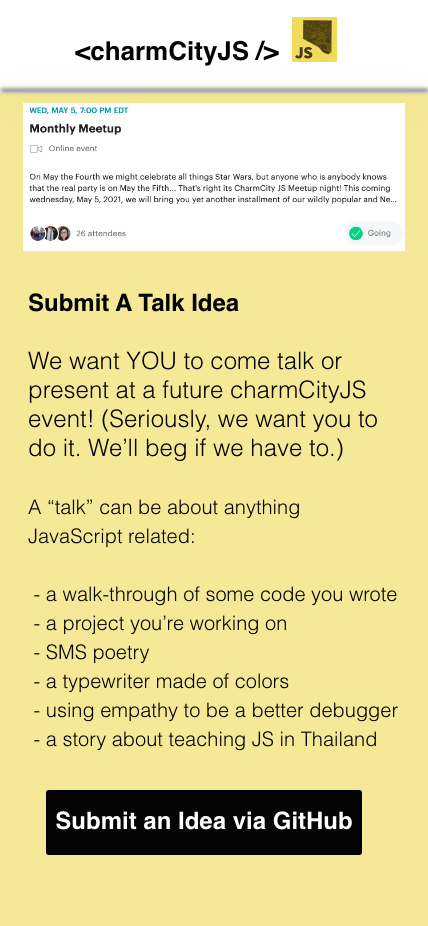 <charmCityJS />
JS
WED, MAY 5, 7:00 PM EDT
Monthly Meetup
Online event
On May the Fourth we might celebrate all things Star Wars, but anyone who is anybody knows
that the real party is on May the Fifth... That's right its CharmCity JS Meetup night! This coming
wednesday, May 5, 2021, we will bring you yet another installment of our wildly popular and Ne...
26 attendees
Going
Submit A Talk Idea
We want YOU to come talk or
present at a future charmCityJS
event! (Seriously, we want you to
do it. We’ll beg if we have to.)
A “talk” can be about anything
JavaScript related:
- a walk-through of some code you wrote
- a project you’re working on
- SMS poetry
- a typewriter made of colors
- using empathy to be a better debugger
- a story about teaching JS in Thailand
Submit an Idea via GitHub